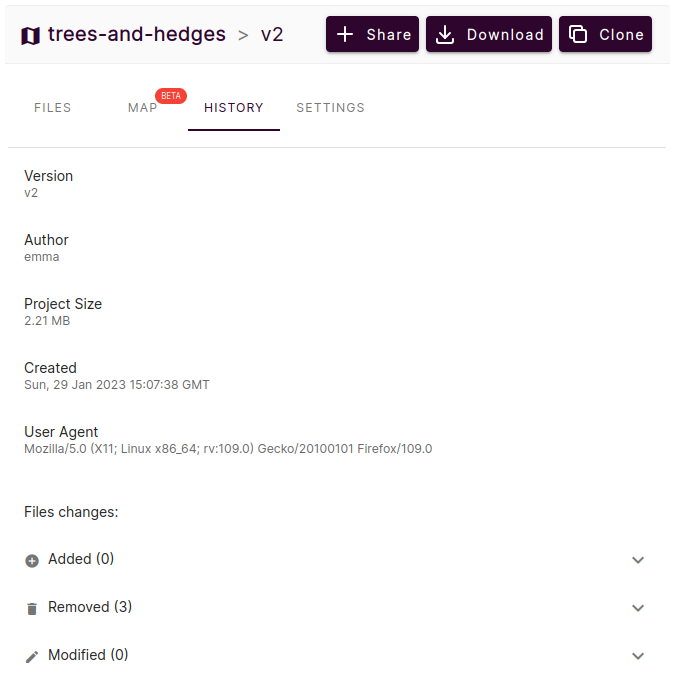 trees-and-hedges > v2
Share
Download
Clone
FILES
MAP
BETA
HISTORY
SETTINGS
Version
v2
Author
emma
Project Size
2.21 MB
Created
Sun, 29 Jan 2023 15:07:38 GMT
User Agent
Mozilla/5.0 (X11; Linux x86_64; rv:109.0) Gecko/20100101 Firefox/109.0
Files changes:
Added (0)
Removed (3)
Modified (0)